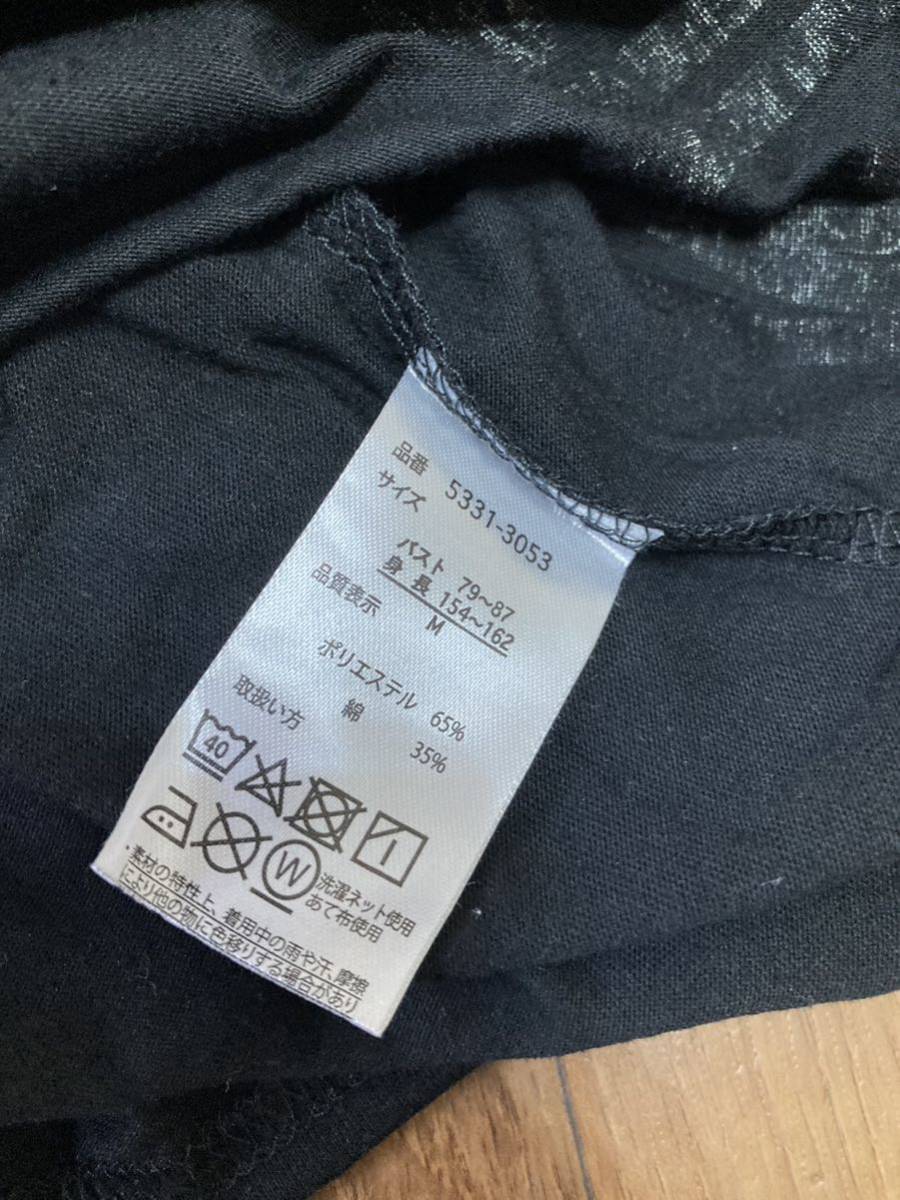 品番 5331-3053
サイズ
バスト 79~87
身長 154~162
M
品質表示
ポリエステル 65%
綿 35%
取扱い方
40
W
洗濯ネット使用
あて布使用
・素材の特性上、着用中の雨や汗、摩擦
により他の物に色移りする場合があり